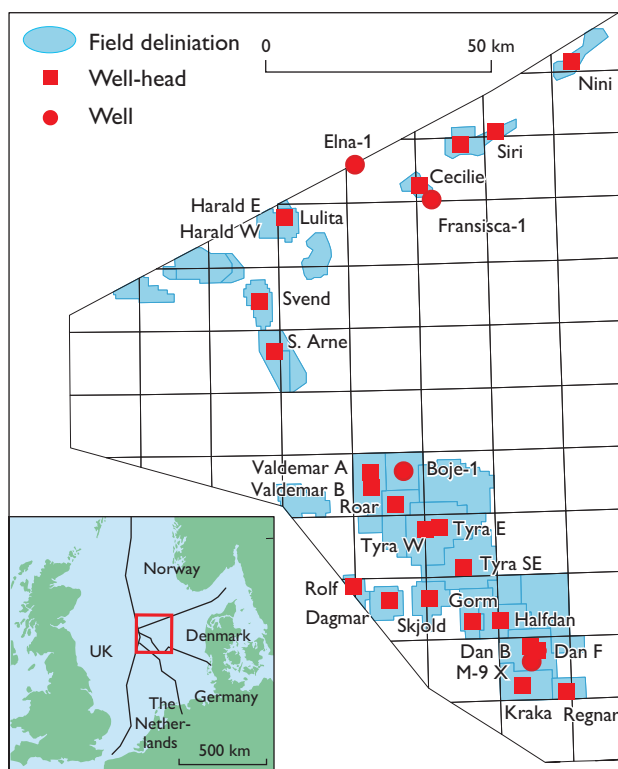 Field deliniation
Well-head
Well
0
50 km
Nini
Siri
Elna-1
Cecilie
Fransisca-1
Harald E
Lulita
Harald W
Svend
S. Arne
Valdemar A
Boje-1
Valdemar B
Roar
Tyra E
Tyra W
Tyra SE
Rolf
Gorm
Dagmar
Skjold
Halfdan
Dan B
Dan F
M-9 X
Kraka
Regnar
Norway
UK
Denmark
Germany
The
Nether-
lands
500 km